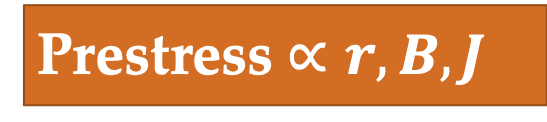 Prestress ∝ r, B, J